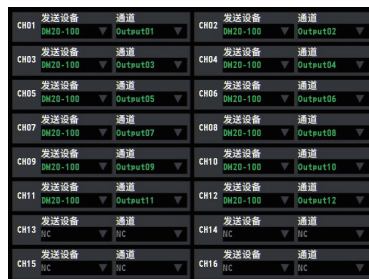 CH01 发送设备 通道 CH02 发送设备 通道
DM20-100 Output01 DM20-100 Output02
CH03 发送设备 通道 CH04 发送设备 通道
DM20-100 Output03 DM20-100 Output04
CH05 发送设备 通道 CH06 发送设备 通道
DM20-100 Output05 DM20-100 Output06
CH07 发送设备 通道 CH08 发送设备 通道
DM20-100 Output07 DM20-100 Output08
CH09 发送设备 通道 CH10 发送设备 通道
DM20-100 Output09 DM20-100 Output10
CH11 发送设备 通道 CH12 发送设备 通道
DM20-100 Output11 DM20-100 Output12
CH13 发送设备 通道 CH14 发送设备 通道
NC NC NC NC
CH15 发送设备 通道 CH16 发送设备 通道
NC NC NC NC